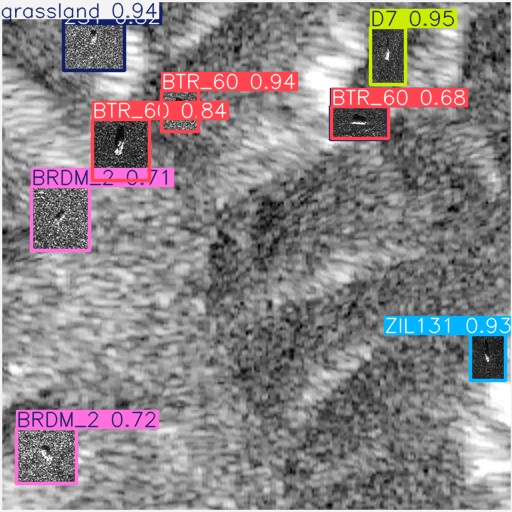 grassland 0.94
D7 0.95
BTR_60 0.94
BTR_60 0.84
BTR_60 0.68
BRDM_2 0.71
ZIL131 0.93
BRDM_2 0.72